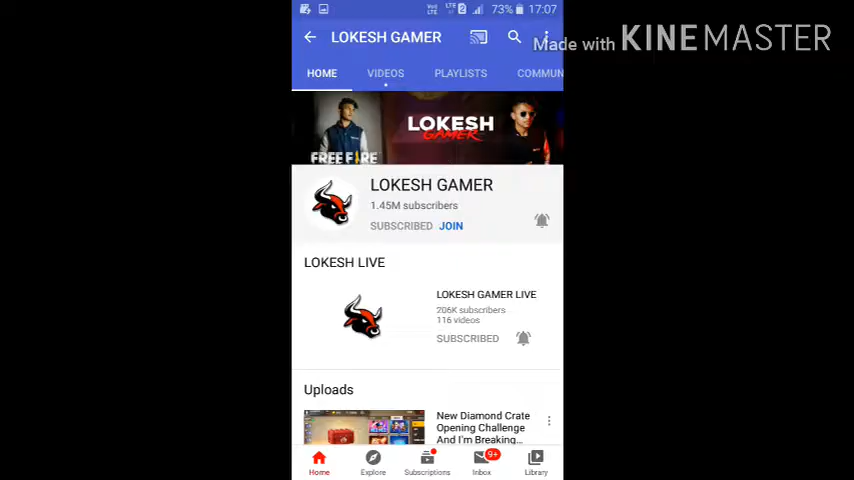 73% 17:07
LOKESH GAMER
Made with KINEMASTER
HOME VIDEOS PLAYLISTS COMMUN
LOKESH
GAMER
FREE FIRE
LOKESH GAMER
1.45M subscribers
SUBSCRIBED JOIN
LOKESH LIVE
LOKESH GAMER LIVE
206K subscribers
116 videos
SUBSCRIBED
Uploads
New Diamond Crate
Opening Challenge
And I'm Breaking...
9+
Home Explore Subscriptions Inbox Library